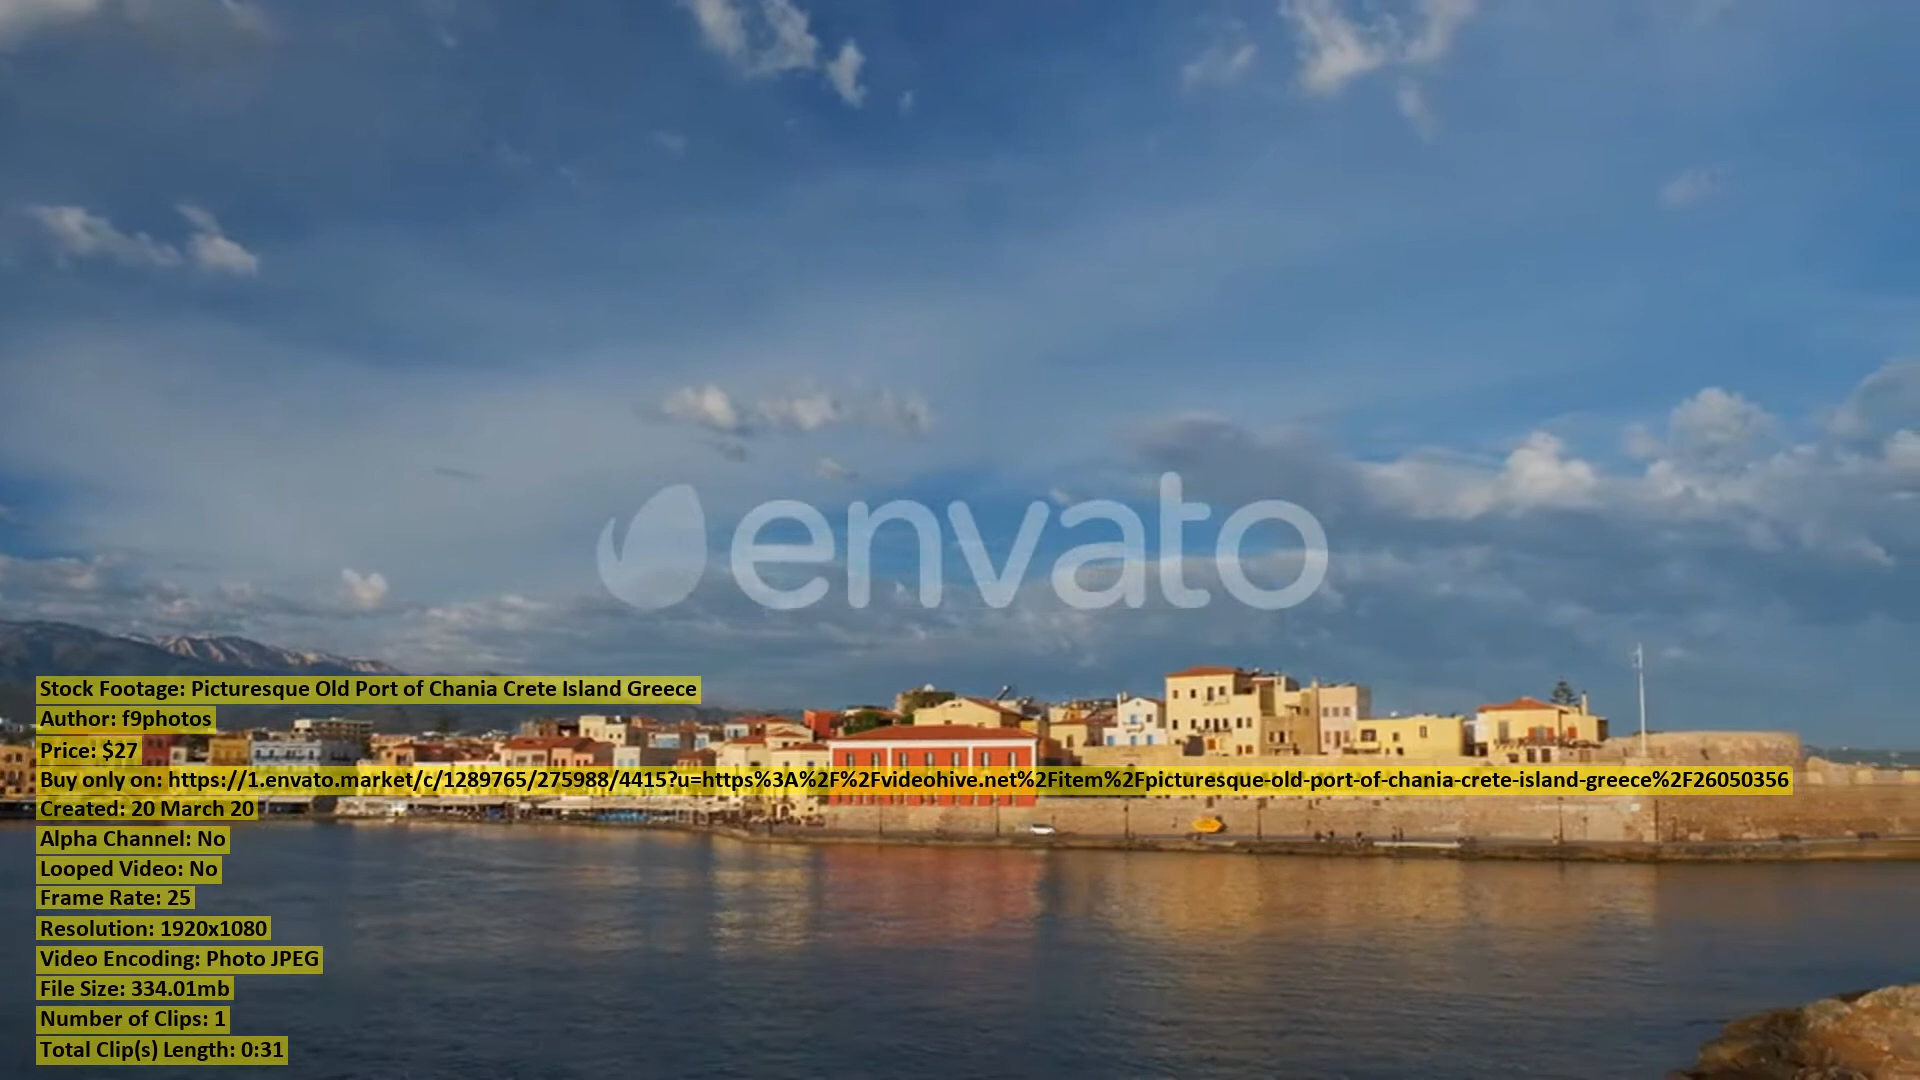 envato
Stock Footage: Picturesque Old Port of Chania Crete Island Greece
Author: f9photos
Price: $27
Buy only on: https://1.envato.market/c/1289765/275988/4415?u=https%3A%2F%2Fvideohive.net%2Fitem%2Fpicturesque-old-port-of-chania-crete-island-greece%2F26050356
Created: 20 March 20
Alpha Channel: No
Looped Video: No
Frame Rate: 25
Resolution: 1920x1080
Video Encoding: Photo JPEG
File Size: 334.01mb
Number of Clips: 1
Total Clip(s) Length: 0:31